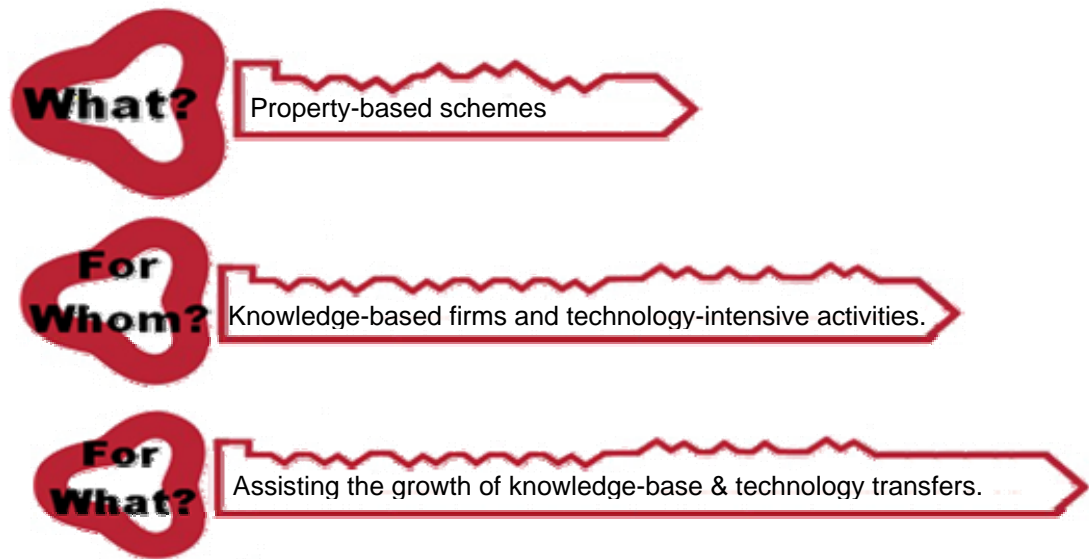 What?
Property-based schemes
For
Whom?
Knowledge-based firms and technology-intensive activities.
For
What?
Assisting the growth of knowledge-base & technology transfers.